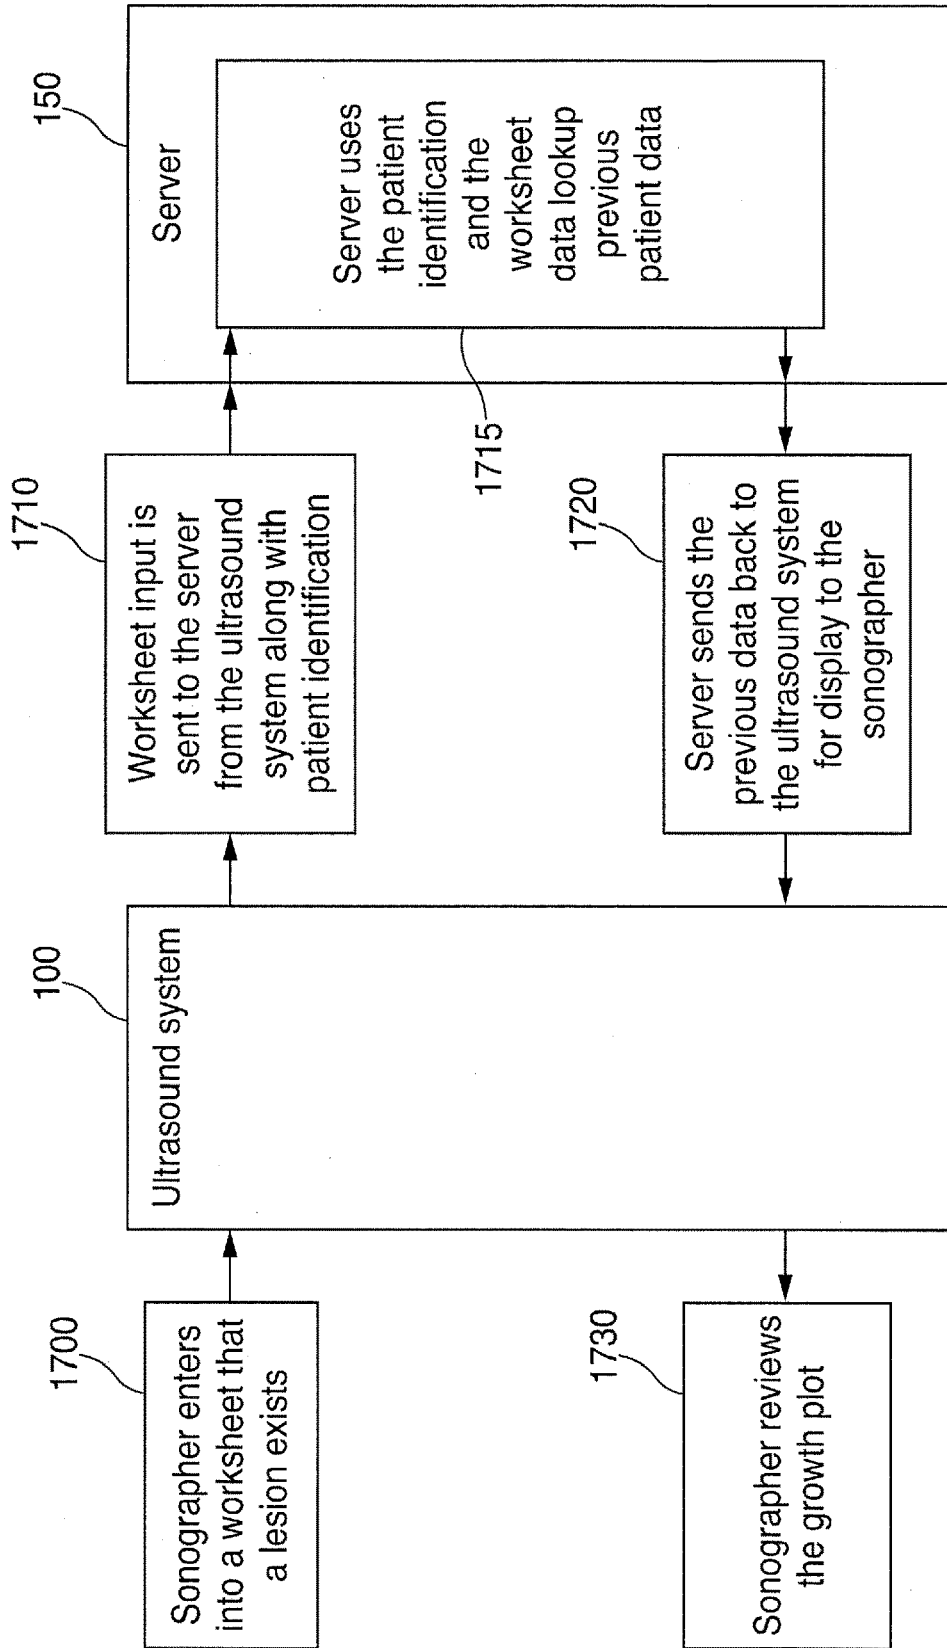 1700
Sonographer enters
into a worksheet that
a lesion exists
100
Ultrasound system
1710
Worksheet input is
sent to the server
from the ultrasound
system along with
patient identification
150
Server
Server uses
the patient
identification
and the
worksheet
data lookup
previous
patient data
1715
1720
Server sends the
previous data back to
the ultrasound system
for display to the
sonographer
1730
Sonographer reviews
the growth plot